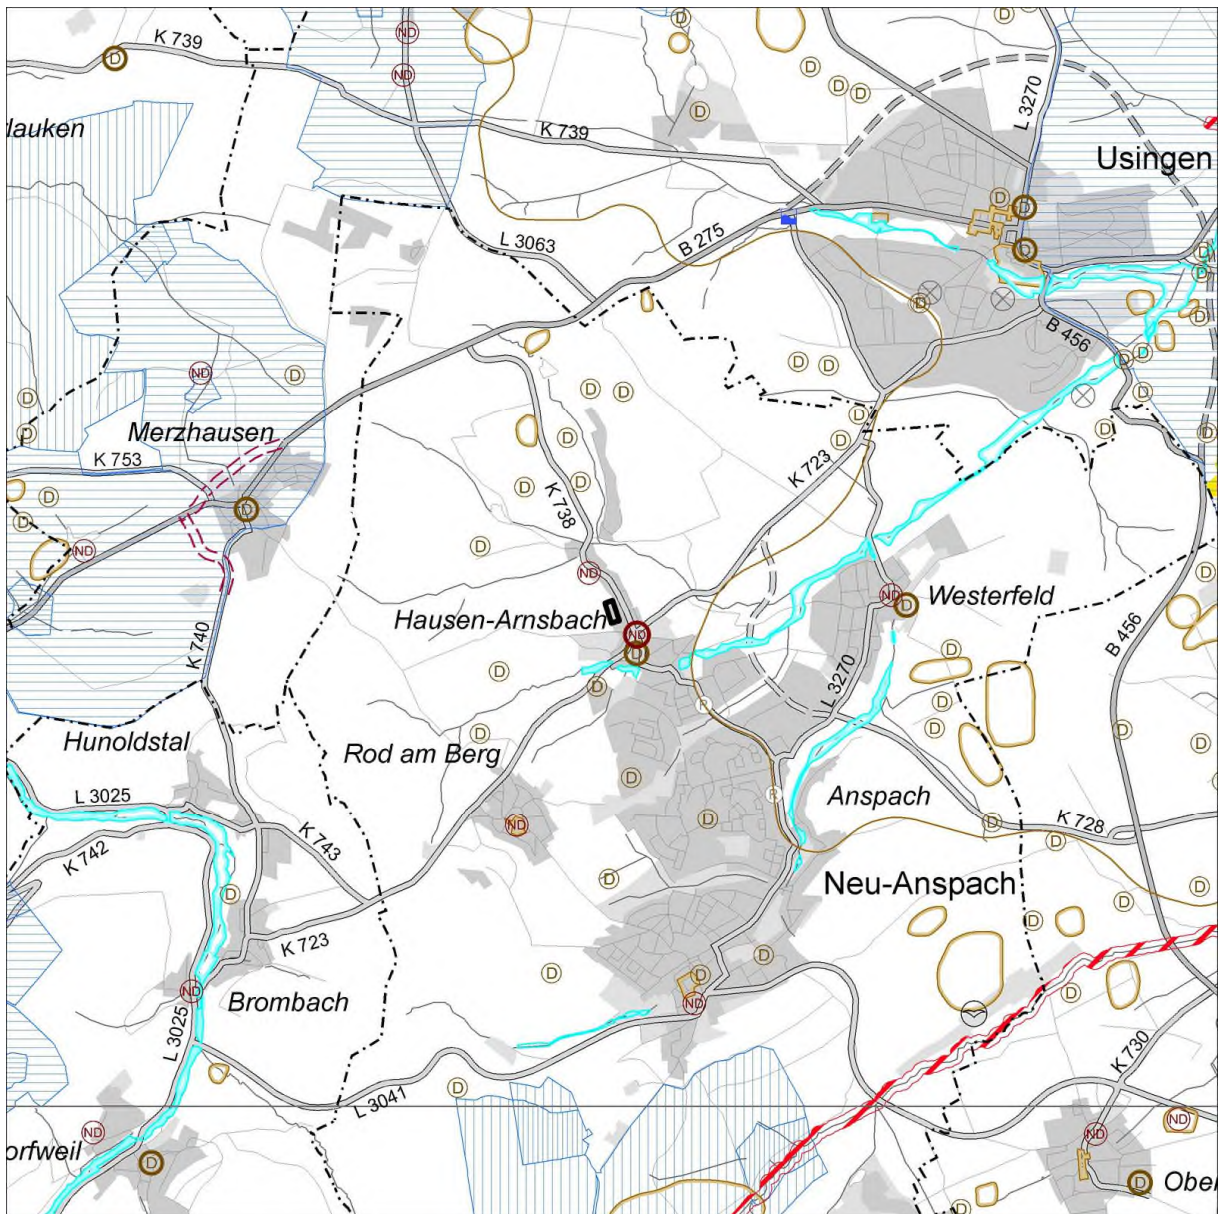 K 739
lauken
K 739
L 3270
Usingen
L 3063
B 275
B 456
Merzhausen
K 753
K 738
K 723
K 740
Hausen-Arnsbach
Westerfeld
B 456
L 3270
Hunoldstal
Rod am Berg
L 3025
K 742
K 743
Anspach
K 728
Neu-Anspach
K 723
Brombach
L 3025
L 3041
K 730
orfweil
Ober
D
ND
R